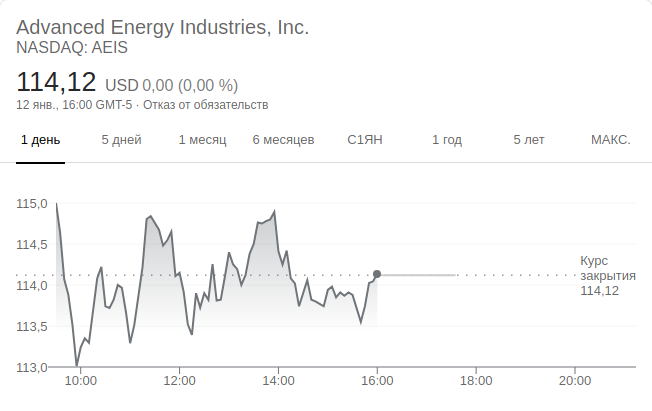 Advanced Energy Industries, Inc.
NASDAQ: AEIS
114,12 USD 0,00 (0,00 %)
12 янв., 16:00 GMT-5 · Отказ от обязательств
1 день 5 дней 1 месяц 6 месяцев С1ЯН 1 год 5 лет МАКС.
115,0
114,5
Курс
закрытия
114,12
114,0
113,5
113,0
10:00 12:00 14:00 16:00 18:00 20:00